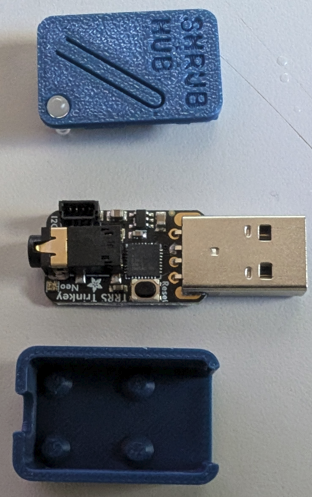 SHRUB
HUB
TRRS Trinkey
Neo
Reset